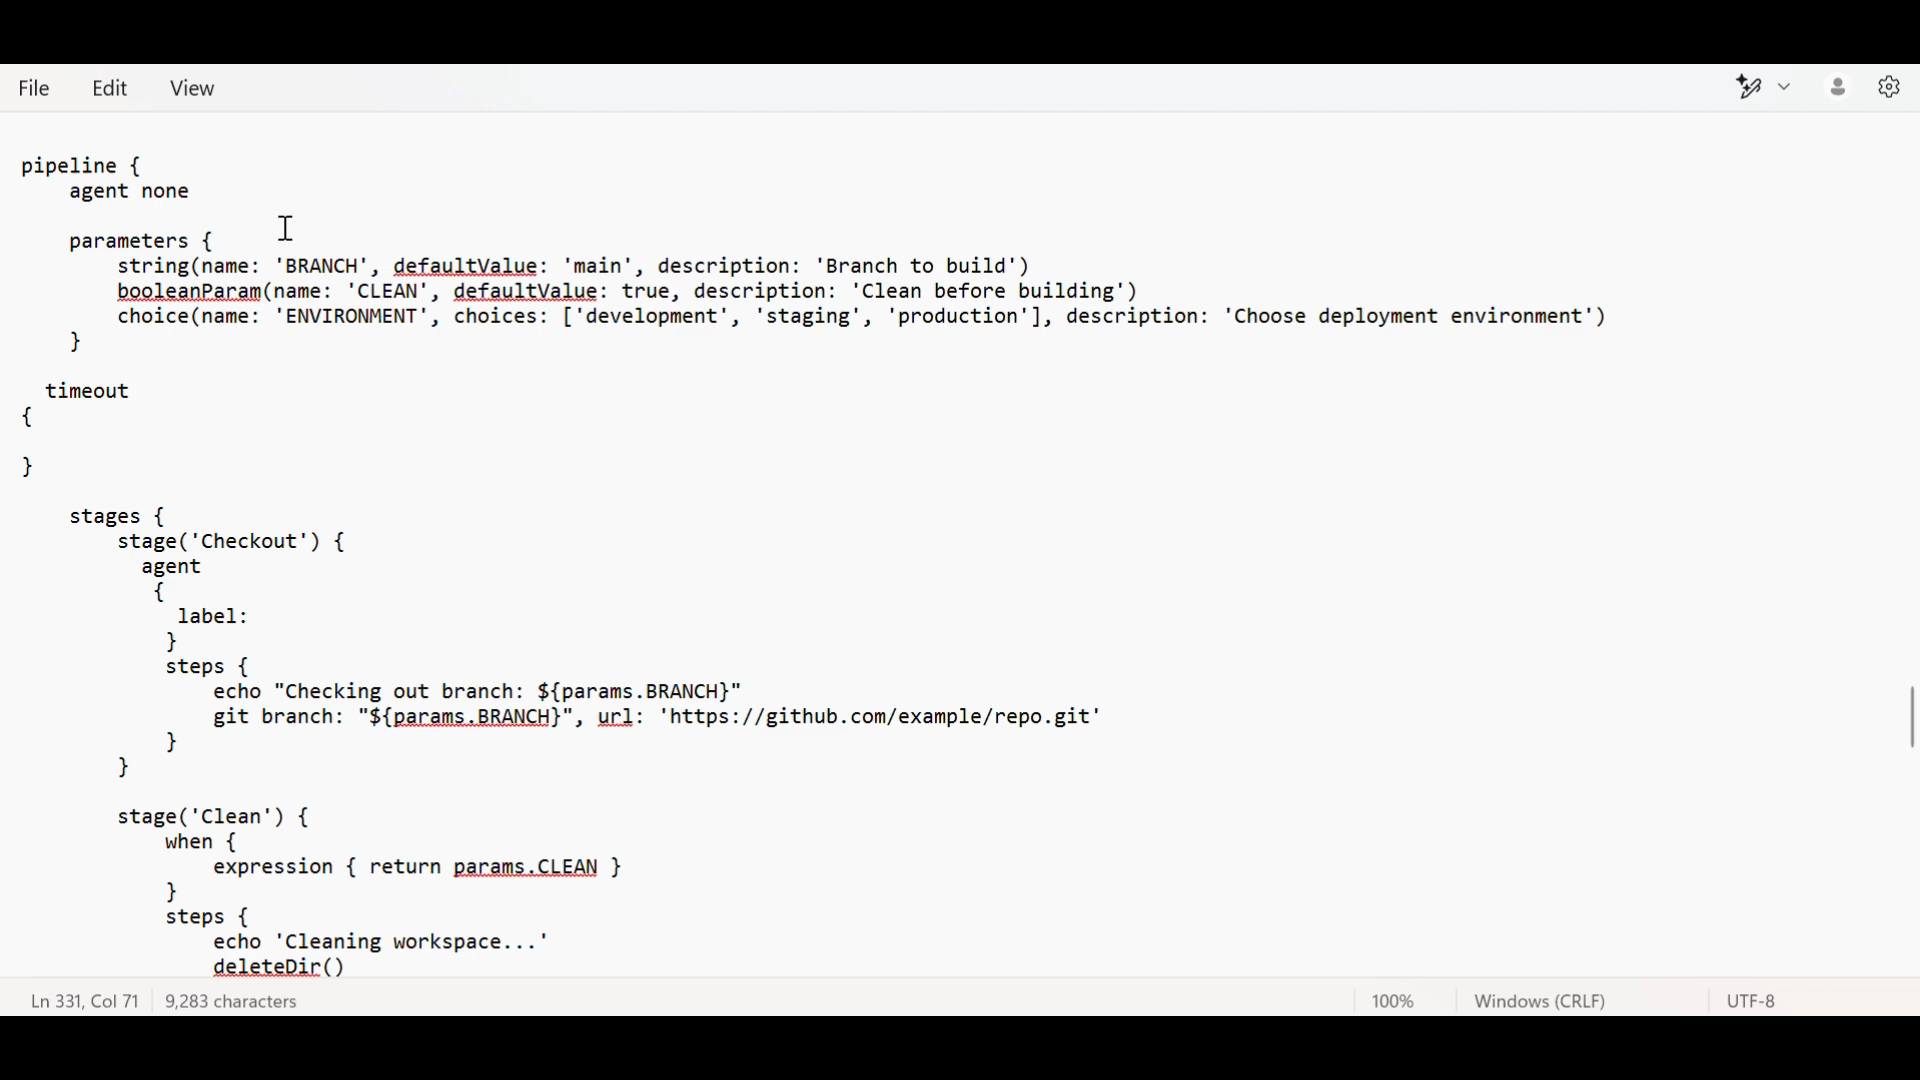 File Edit View
pipeline {
    agent none
    parameters {
        string(name: 'BRANCH', defaultValue: 'main', description: 'Branch to build')
        booleanParam(name: 'CLEAN', defaultValue: true, description: 'Clean before building')
        choice(name: 'ENVIRONMENT', choices: ['development', 'staging', 'production'], description: 'Choose deployment environment')
    }
  timeout
{
}
    stages {
        stage('Checkout') {
          agent
           {
             label:
            }
            steps {
                echo "Checking out branch: ${params.BRANCH}"
                git branch: "${params.BRANCH}", url: 'https://github.com/example/repo.git'
            }
        }
        stage('Clean') {
            when {
                expression { return params.CLEAN }
            }
            steps {
                echo 'Cleaning workspace...'
                deleteDir()
Ln 331, Col 71 9,283 characters 100% Windows (CRLF) UTF-8